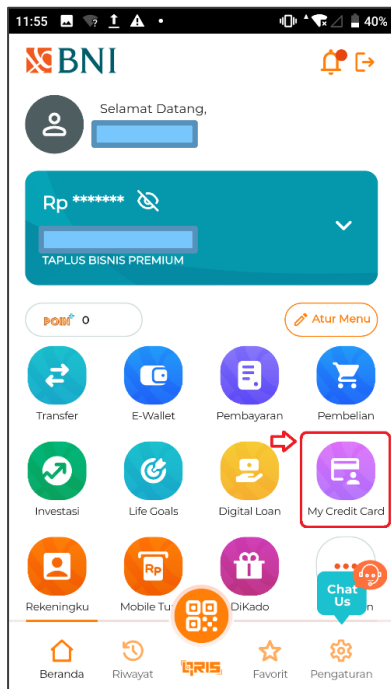 11:55
40%
BNI
Selamat Datang,
Rp *******
TAPLUS BISNIS PREMIUM
POIN+ 0
Atur Menu
Transfer
E-Wallet
Pembayaran
Pembelian
Investasi
Life Goals
Digital Loan
My Credit Card
Rp
Rekeningku
Mobile Tu
DiKado
n
Chat
Us
Beranda
Riwayat
QRIS
Favorit
Pengaturan